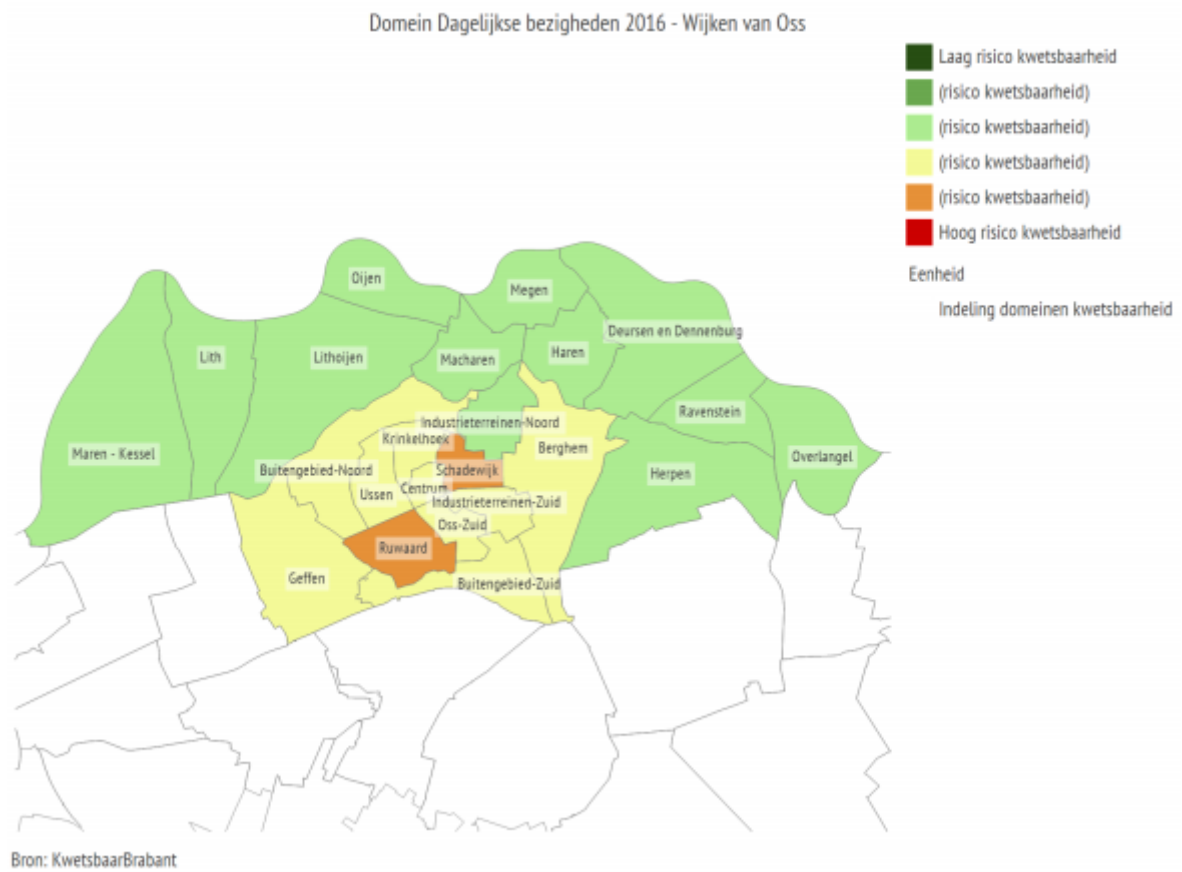 Domein Dagelijkse bezigheden 2016 - Wijken van Oss
Laag risico kwetsbaarheid
(risico kwetsbaarheid)
(risico kwetsbaarheid)
(risico kwetsbaarheid)
(risico kwetsbaarheid)
Hoog risico kwetsbaarheid
Eenheid
Indeling domeinen kwetsbaarheid
Oijen
Megen
Deursen en Dennenburg
Lith
Lithoijen
Macharen
Haren
Ravenstein
Industrieterreinen-Noord
Krinkelhoek
Berghem
Maren - Kessel
Overlangel
Buitengebied-Noord
Schadewijk
Herpen
Ussen
Centrum
Industrieterreinen-Zuid
Oss-Zuid
Ruwaard
Geffen
Buitengebied-Zuid
Bron: KwetsbaarBrabant